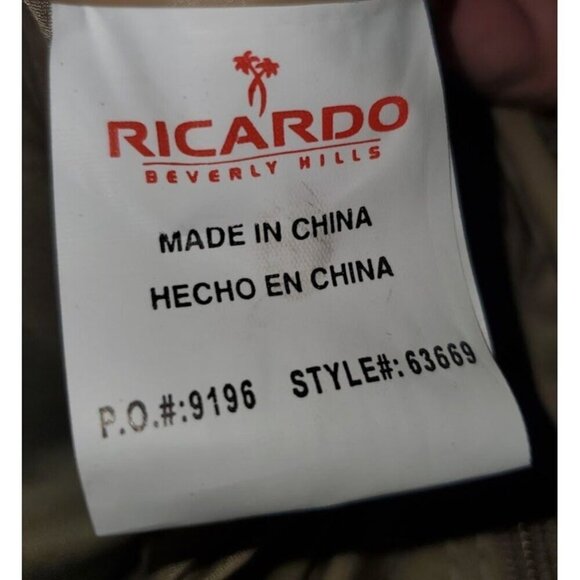 RICARDO
BEVERLY HILLS
MADE IN CHINA
HECHO EN CHINA
P.O.#:9196 STYLE#:63669